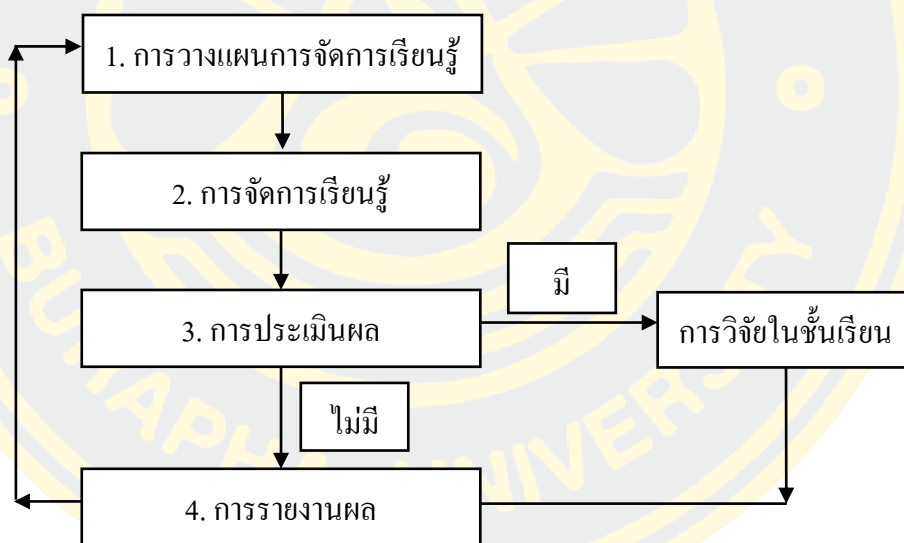 1. การวางแผนการจัดการเรียนรู้
2. การจัดการเรียนรู้
มี
3. การประเมินผล
การวิจัยในชั้นเรียน
ไม่มี
4. การรายงานผล
BURAPHA UNIVERSITY